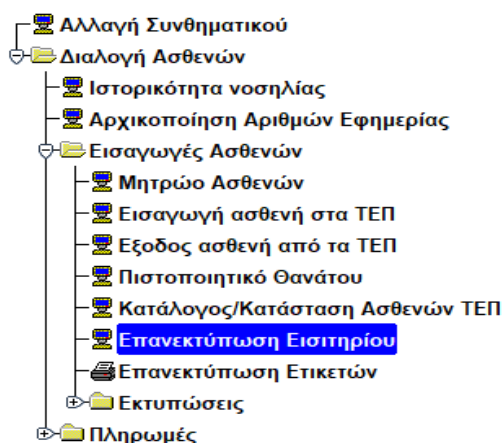 Αλλαγή Συνθηματικού
Διαλογή Ασθενών
Ιστορικότητα νοσηλίας
Αρχικοποίηση Αριθμών Εφημερίας
Εισαγωγές Ασθενών
Μητρώο Ασθενών
Εισαγωγή ασθενή στα ΤΕΠ
Εξοδος ασθενή από τα ΤΕΠ
Πιστοποιητικό Θανάτου
Κατάλογος/Κατάσταση Ασθενών ΤΕΠ
Επανεκτύπωση Εισιτηρίου
Επανεκτύπωση Ετικετών
Εκτυπώσεις
Πληρωμές